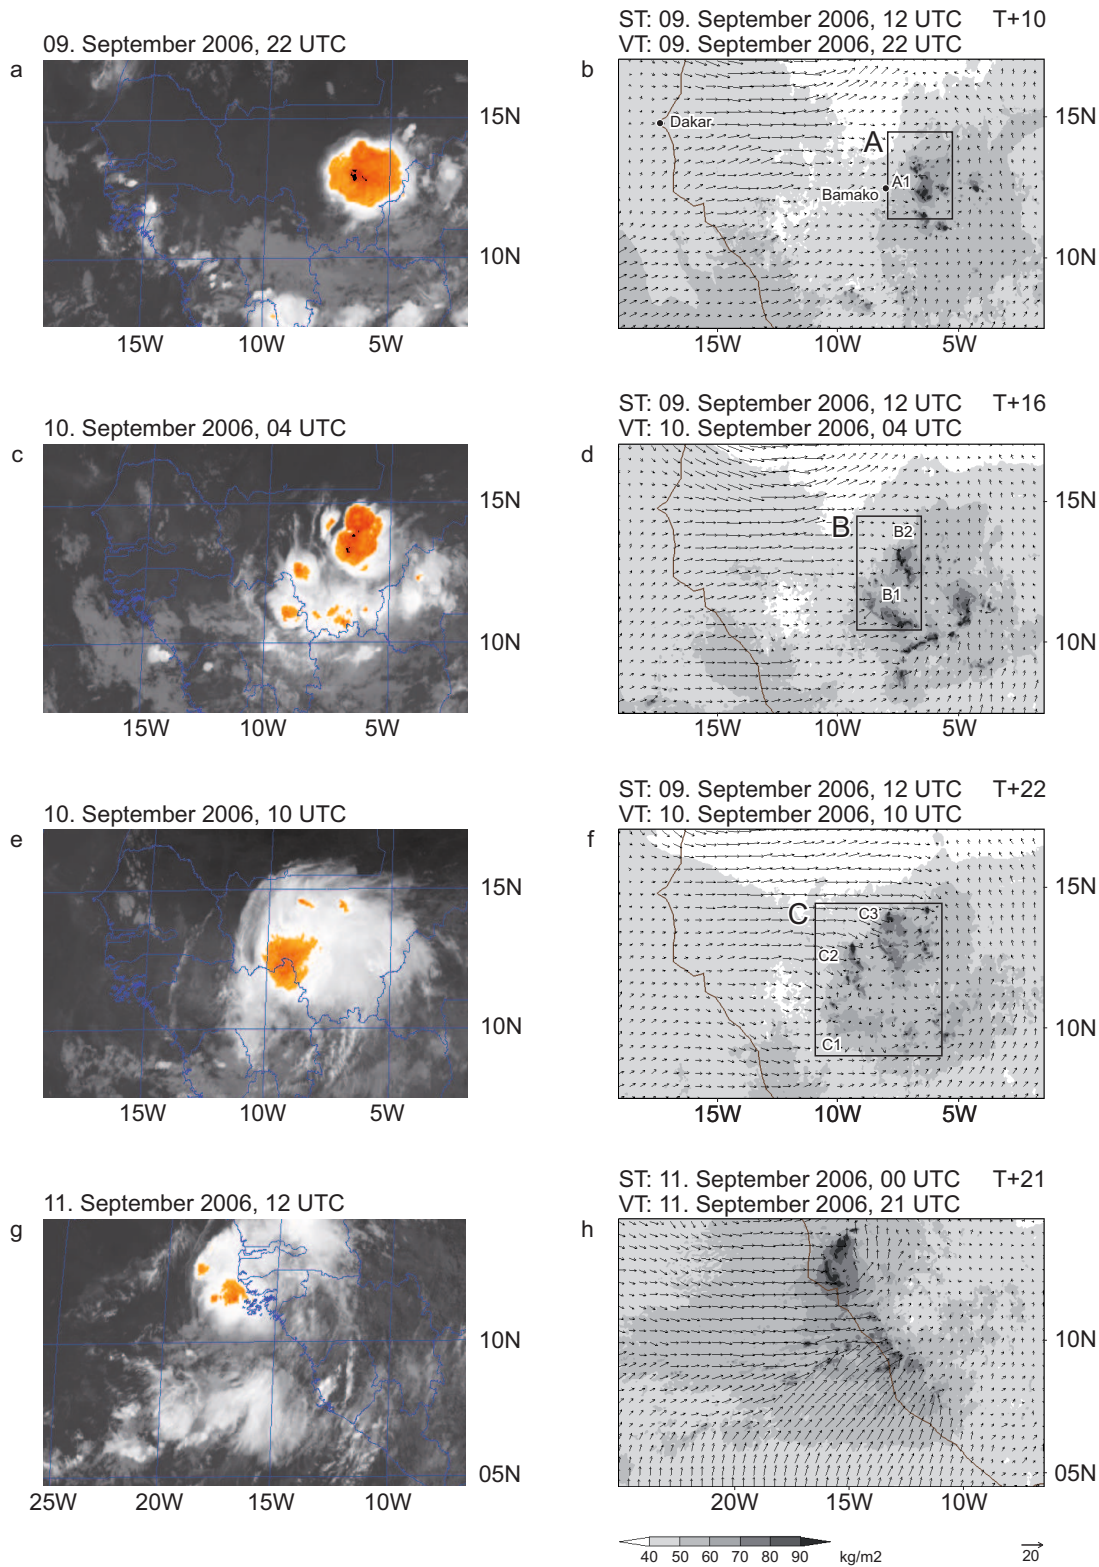 09. September 2006, 22 UTC
a
15N
10N
15W 10W 5W
ST: 09. September 2006, 12 UTC T+10
VT: 09. September 2006, 22 UTC
b
Dakar
A
A1
Bamako
15N
10N
15W 10W 5W
10. September 2006, 04 UTC
c
15N
10N
15W 10W 5W
ST: 09. September 2006, 12 UTC T+16
VT: 10. September 2006, 04 UTC
d
B
B2
B1
15N
10N
15W 10W 5W
10. September 2006, 10 UTC
e
15N
10N
15W 10W 5W
ST: 09. September 2006, 12 UTC T+22
VT: 10. September 2006, 10 UTC
f
C
C3
C2
C1
15N
10N
15W 10W 5W
11. September 2006, 12 UTC
g
10N
05N
25W 20W 15W 10W
ST: 11. September 2006, 00 UTC T+21
VT: 11. September 2006, 21 UTC
h
10N
05N
20W 15W 10W
40 50 60 70 80 90 kg/m2
20